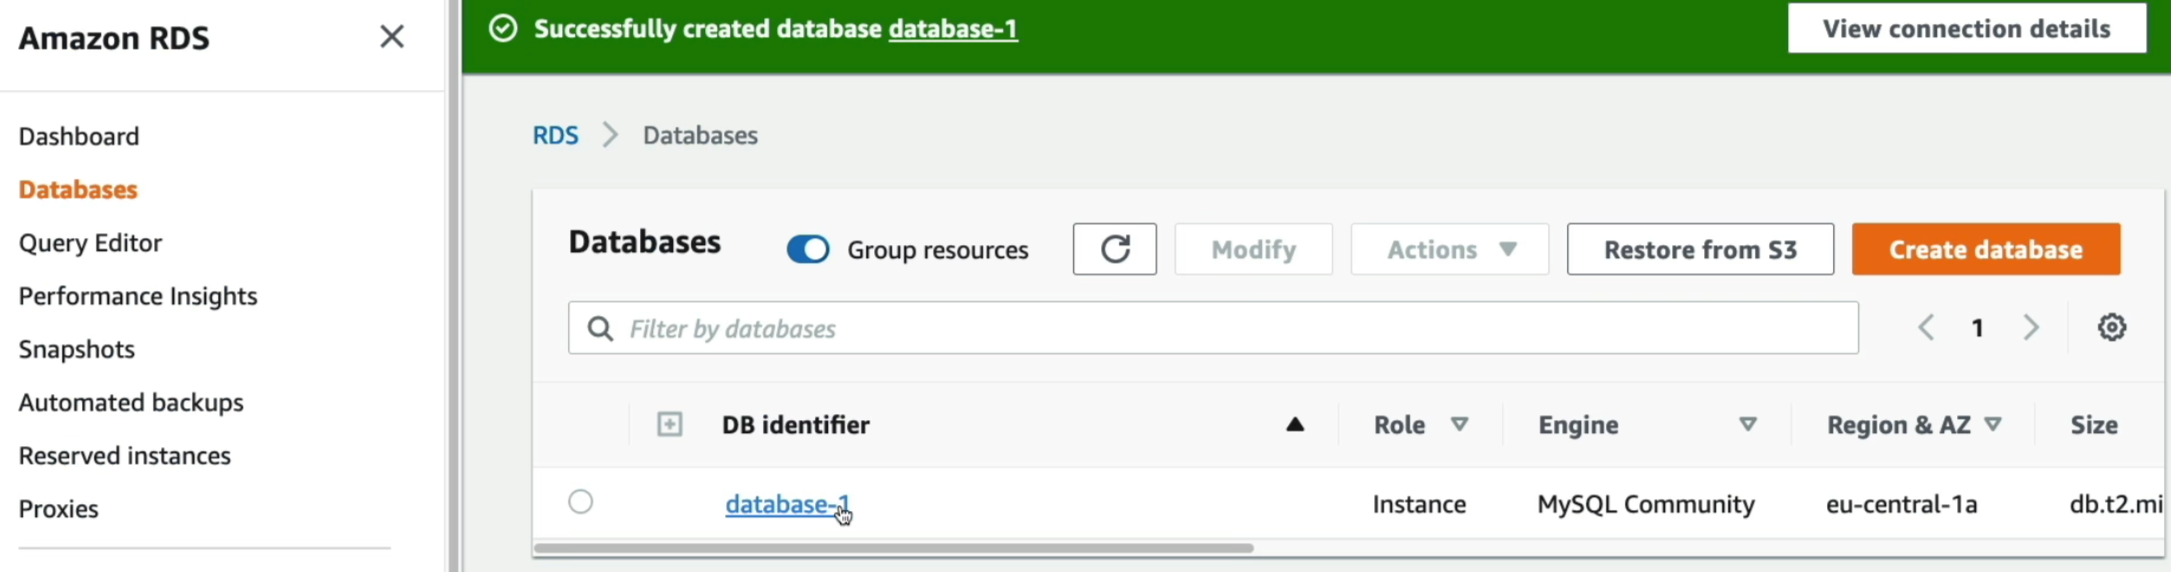 Amazon RDS
Dashboard
Databases
Query Editor
Performance Insights
Snapshots
Automated backups
Reserved instances
Proxies
Successfully created database database-1
View connection details
RDS > Databases
Databases Group resources Modify Actions Restore from S3 Create database
Filter by databases 1
DB identifier Role Engine Region & AZ Size
database-1 Instance MySQL Community eu-central-1a db.t2.mi